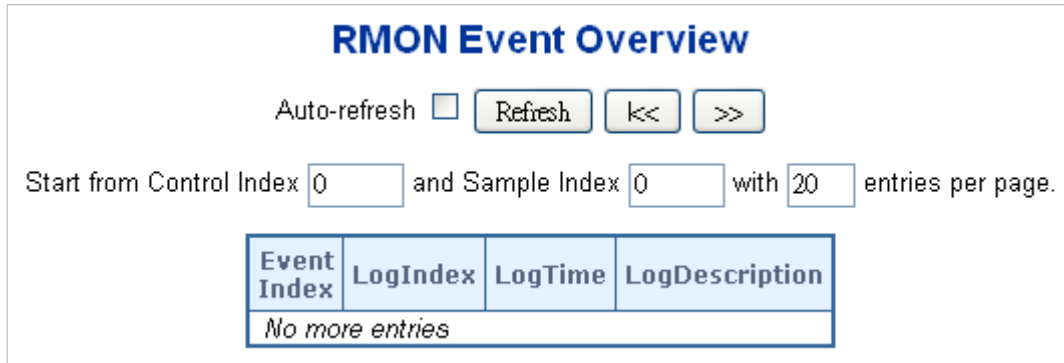 RMON Event Overview
Auto-refresh Refresh |<< >>
Start from Control Index 0 and Sample Index 0 with 20 entries per page.
Event Index LogIndex LogTime LogDescription
No more entries